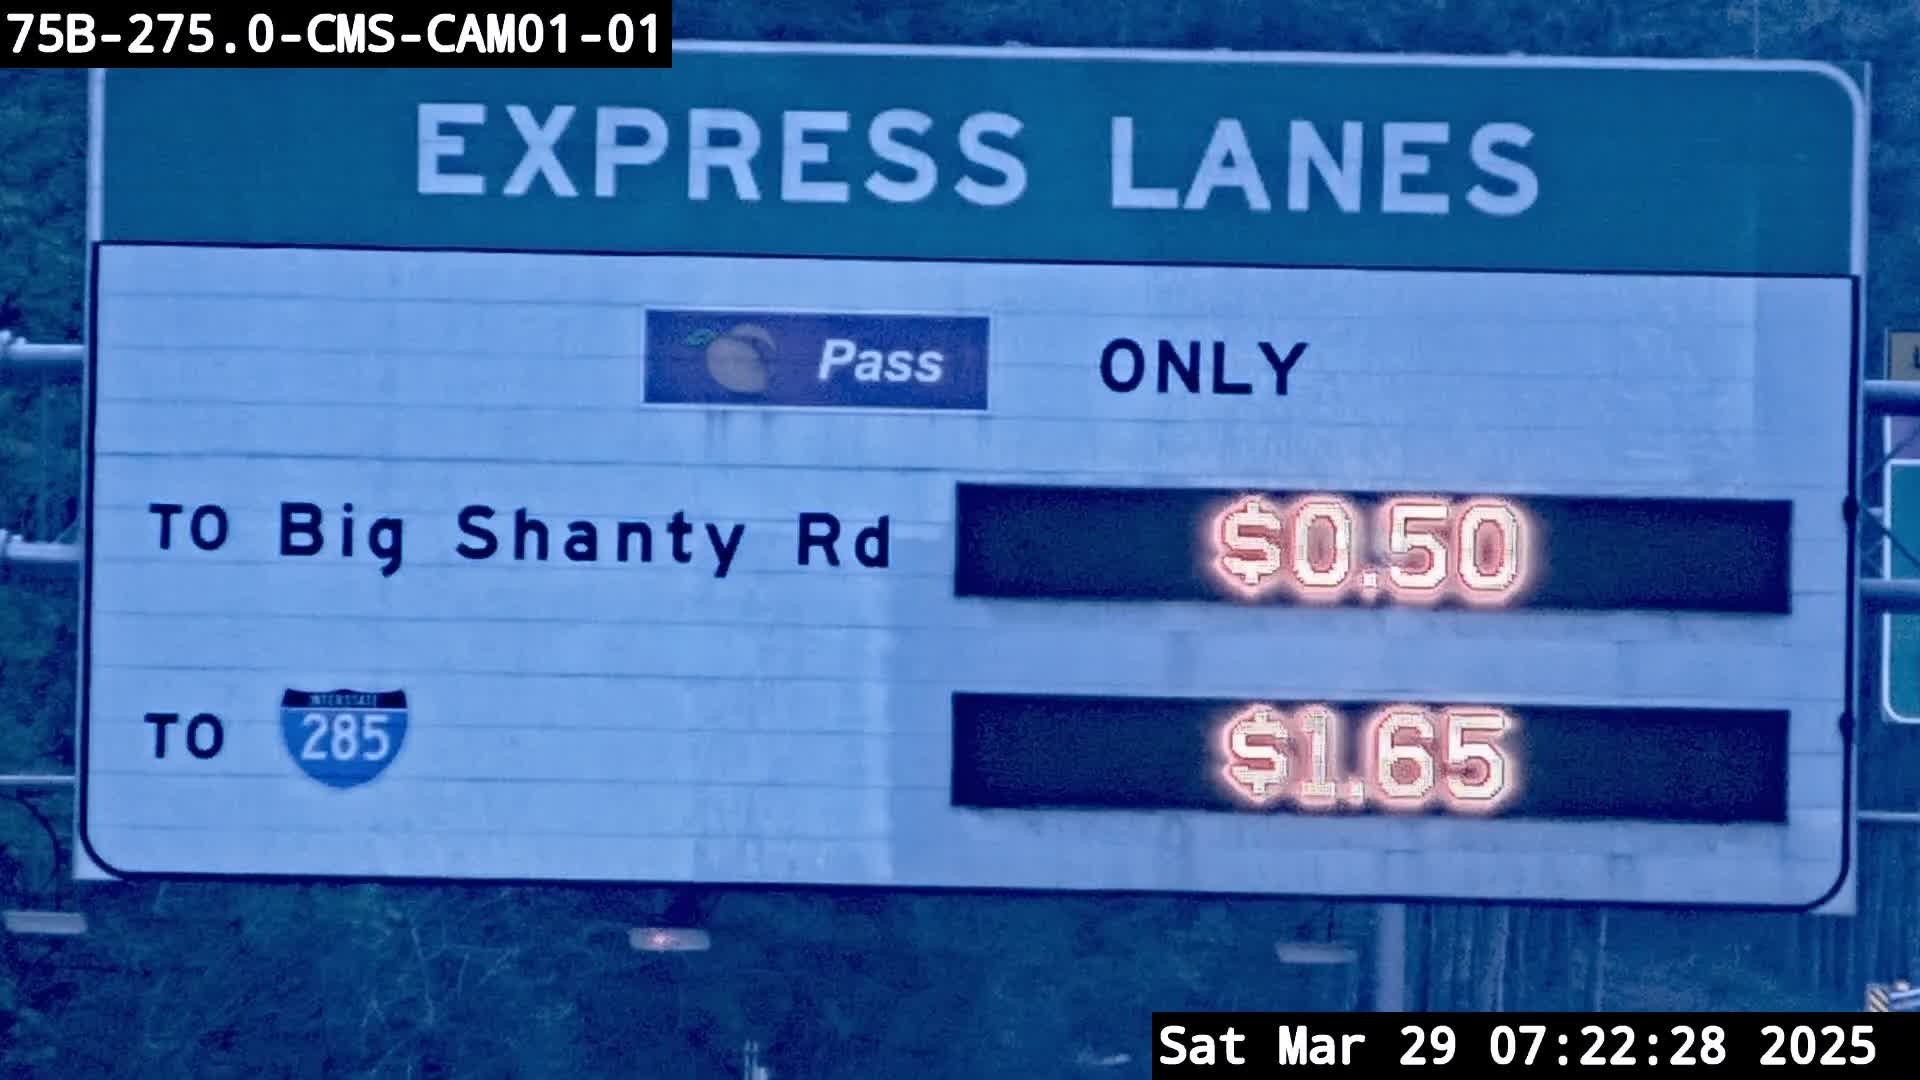 75B-275.0-CMS-CAM01-01
EXPRESS LANES
Pass ONLY
TO Big Shanty Rd $0.50
INTERSTATE
TO 285 $1.65
Sat Mar 29 07:22:28 2025